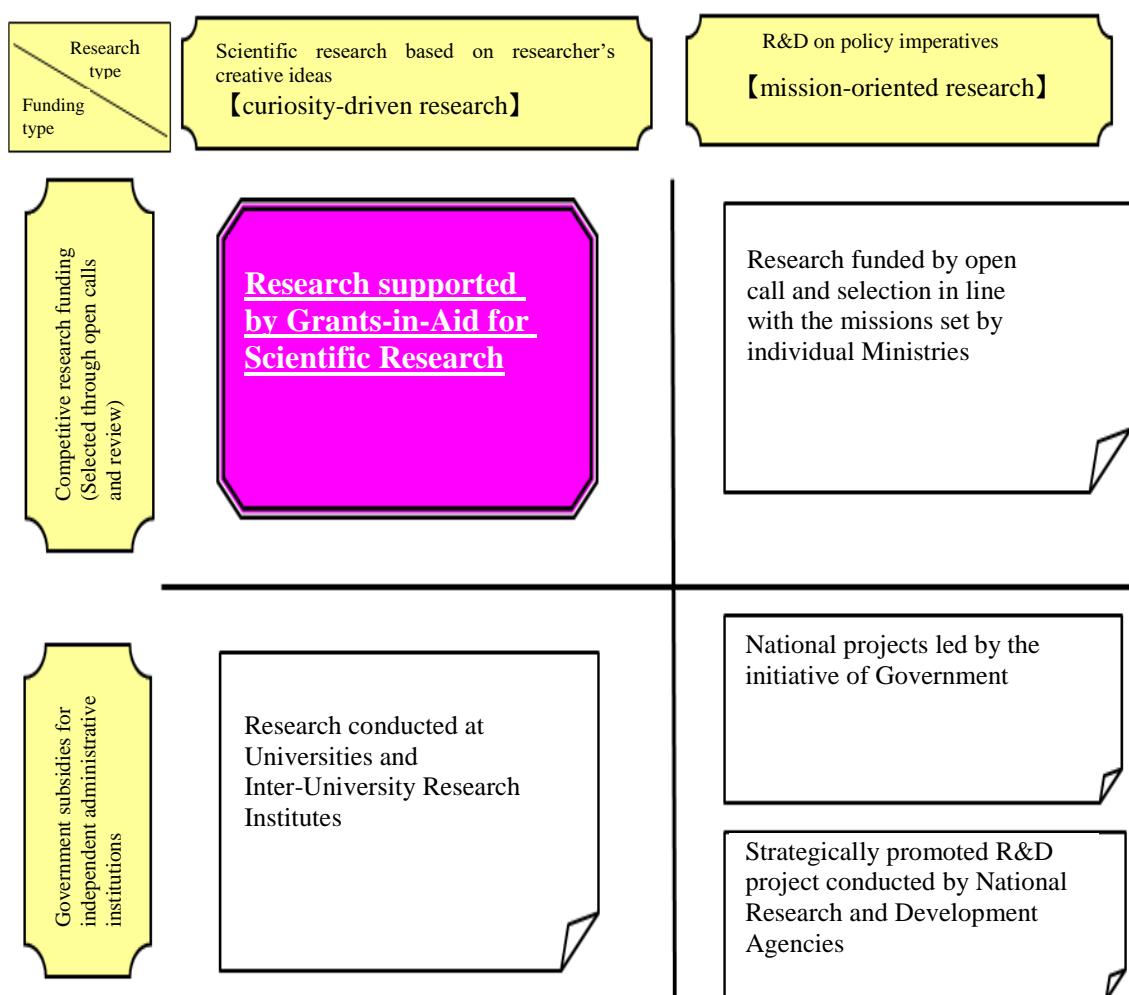 Research
type
Funding
type
Scientific research based on researcher’s
creative ideas
【curiosity-driven research】
R&D on policy imperatives
【mission-oriented research】
Competitive research funding
(Selected through open calls
and review)
Research supported
by Grants-in-Aid for
Scientific Research
Research funded by open
call and selection in line
with the missions set by
individual Ministries
Government subsidies for
independent administrative
institutions
Research conducted at
Universities and
Inter-University Research
Institutes
National projects led by the
initiative of Government
Strategically promoted R&D
project conducted by National
Research and Development
Agencies